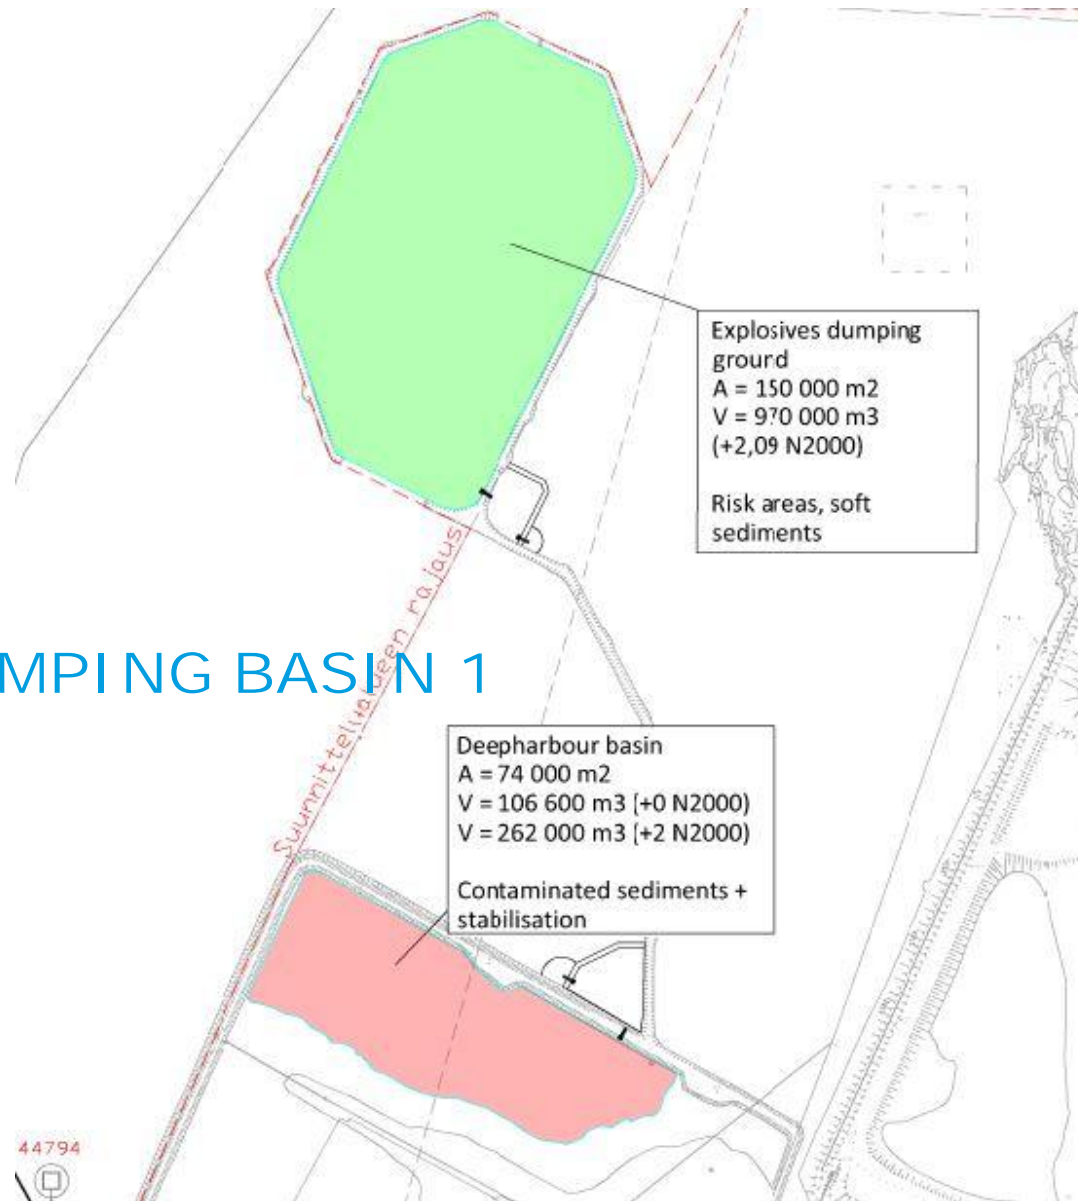 Explosives dumping
ground
A = 150 000 m2
V = 970 000 m3
(+2,09 N2000)
Risk areas, soft
sediments
Suunnittelualueen rajaus
MPING BASIN 1
Deepharbour basin
A = 74 000 m2
V = 106 600 m3 (+0 N2000)
V = 262 000 m3 (+2 N2000)
Contaminated sediments +
stabilisation
44794